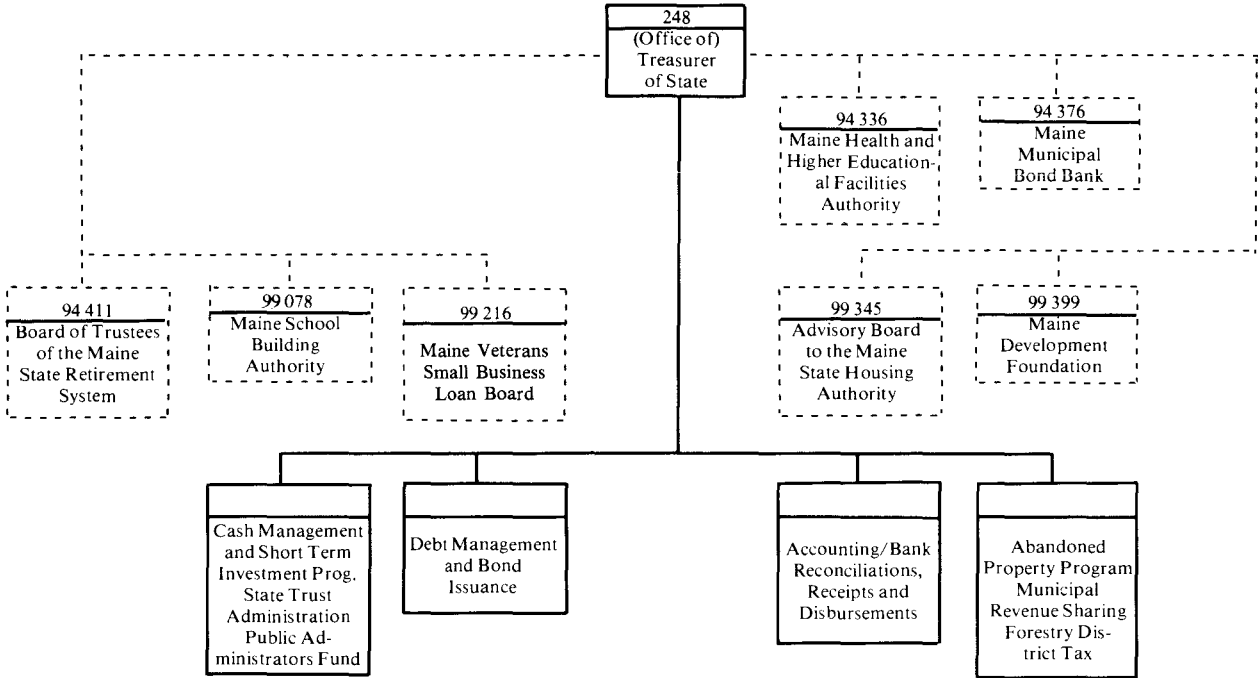 248
(Office of)
Treasurer
of State
94 336
Maine Health and
Higher Education-
al Facilities
Authority
94 376
Maine
Municipal
Bond Bank
94 411
Board of Trustees
of the Maine
State Retirement
System
99 078
Maine School
Building
Authority
99 216
Maine Veterans
Small Business
Loan Board
99 345
Advisory Board
to the Maine
State Housing
Authority
99 399
Maine
Development
Foundation
Cash Management
and Short Term
Investment Prog.
State Trust
Administration
Public Ad-
ministrators Fund
Debt Management
and Bond
Issuance
Accounting/Bank
Reconciliations,
Receipts and
Disbursements
Abandoned
Property Program
Municipal
Revenue Sharing
Forestry Dis-
trict Tax